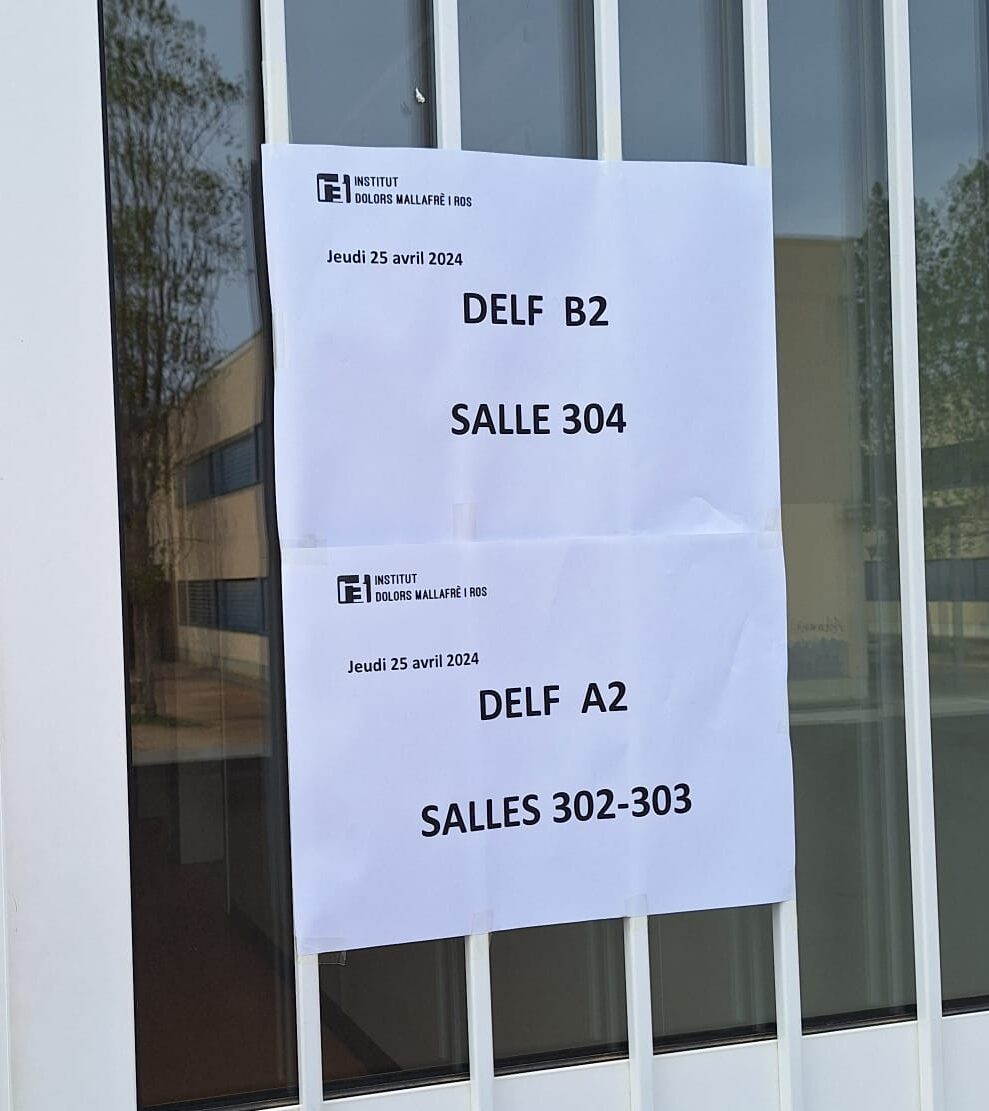 INSTITUT
DOLORS MALLAFRÈ I ROS
Jeudi 25 avril 2024
DELF B2
SALLE 304
INSTITUT
DOLORS MALLAFRÈ I ROS
Jeudi 25 avril 2024
DELF A2
SALLES 302-303